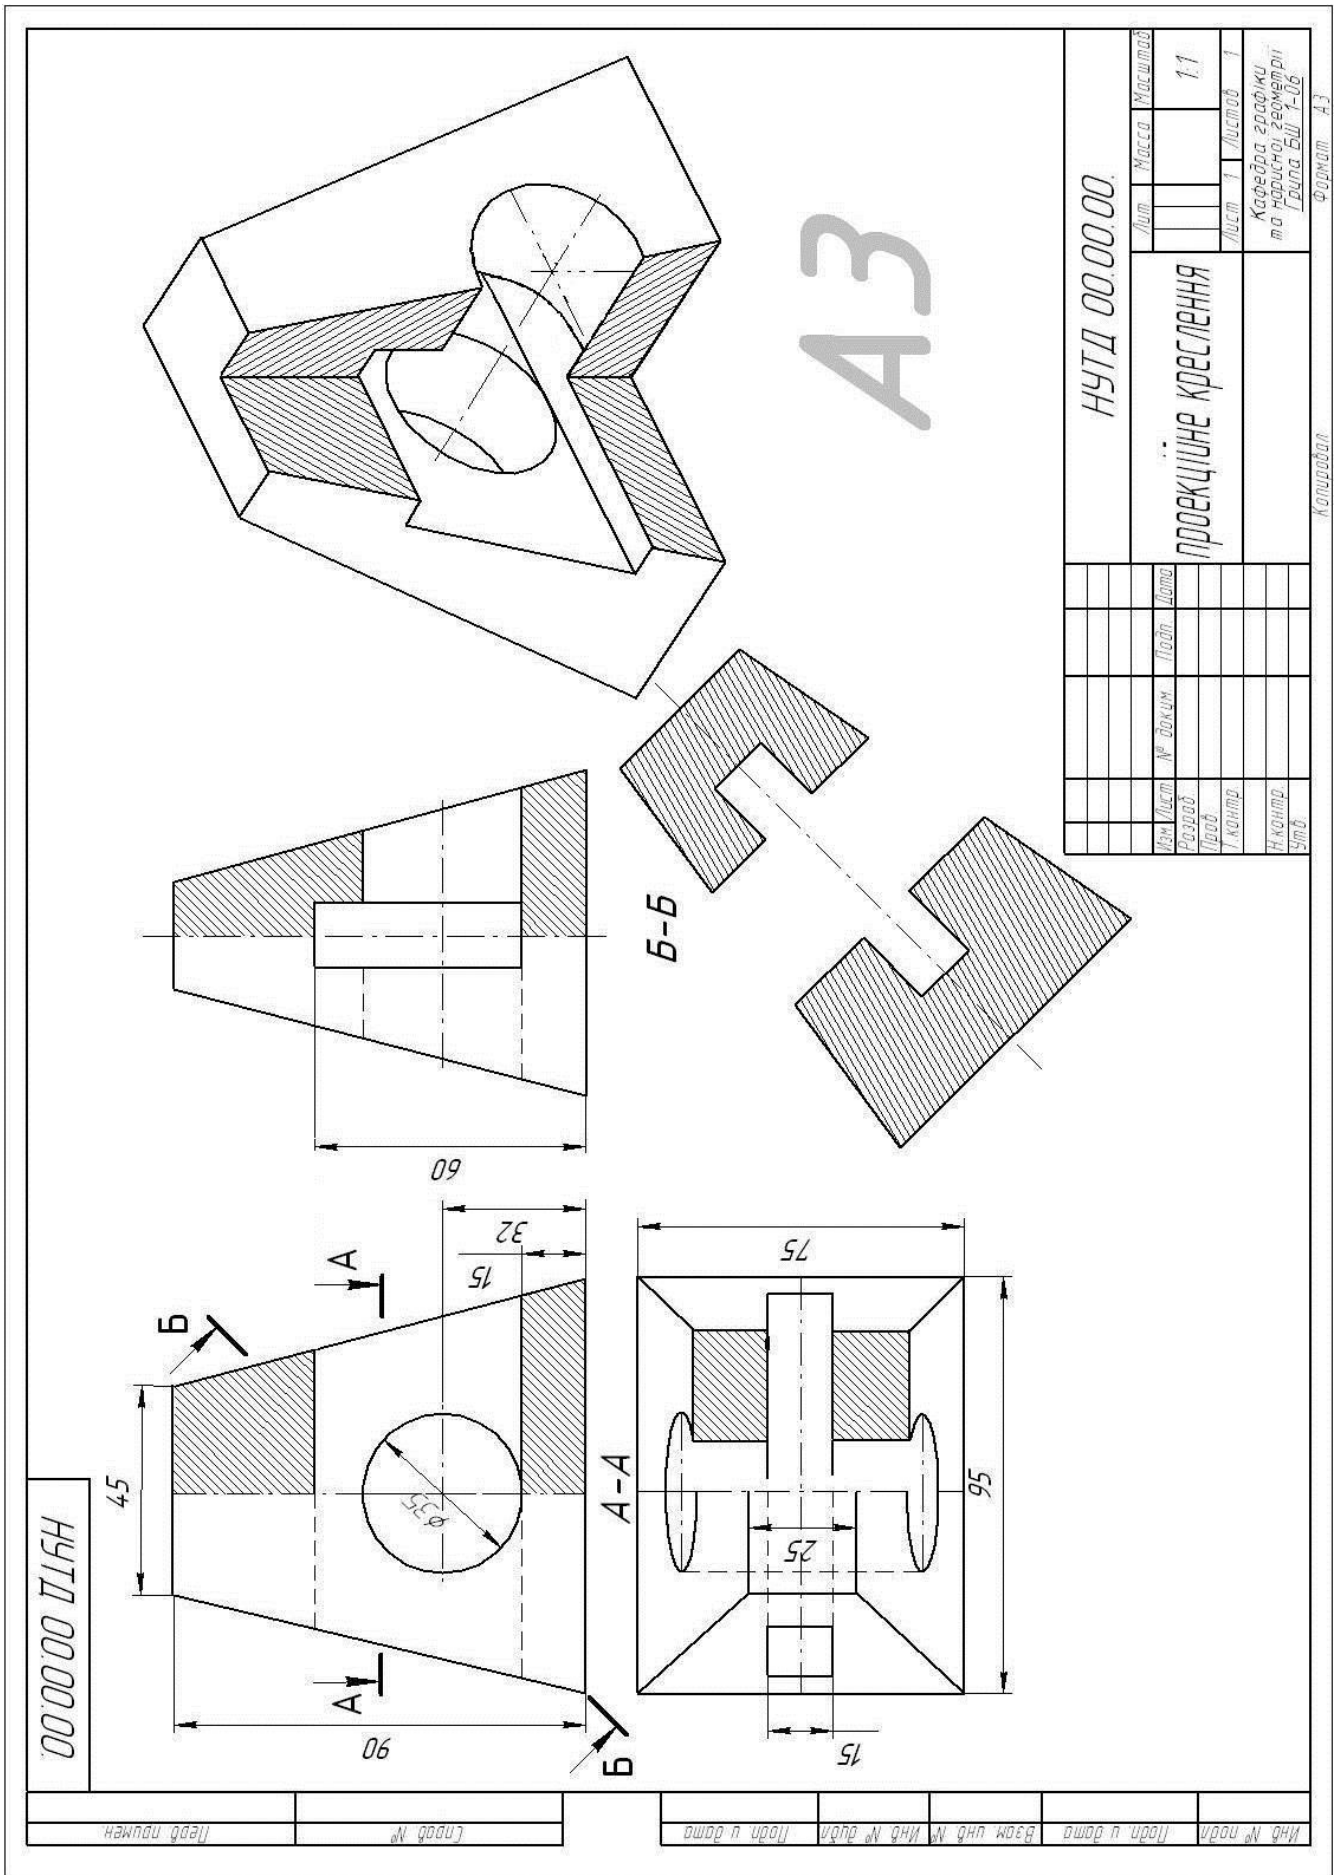 НУТД 00.00.00.
45
Б
А
А
Б
90
⌀35
15
32
60
А-А
25
75
95
15
Б-Б
А3
НУТД 00.00.00.
проекційне креслення
Лит.
Масса
Масштаб
1:1
Лист 1
Листов 1
Кафедра графіки
та нарисної геометрії
Група БШ 1-06
Изм.
Лист
№ докум.
Подп.
Дата
Разраб.
Пров.
Т.контр.
Н.контр.
Утв.
Копировал
Формат А3
Перв. примен.
Справ. №
Подп. и дата
Инв. № дубл.
Взам. инв. №
Подп. и дата
Инв. № подл.